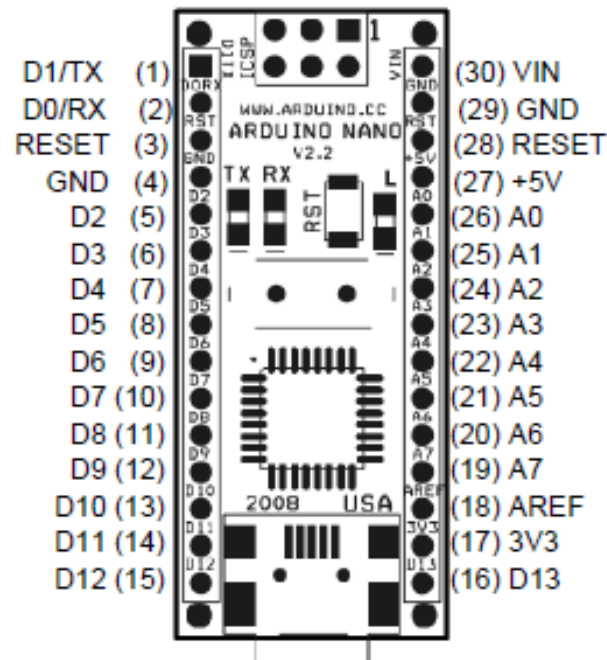 D1/TX (1)
D0/RX (2)
RESET (3)
GND (4)
D2 (5)
D3 (6)
D4 (7)
D5 (8)
D6 (9)
D7 (10)
D8 (11)
D9 (12)
D10 (13)
D11 (14)
D12 (15)
ICSP
1
VIN
GND
RST
+5V
A0
A1
A2
A3
A4
A5
A6
A7
AREF
3V3
D13
RST
GND
D2
D3
D4
D5
D6
D7
D8
D9
D10
D11
D12
WWW.ARDUINO.CC
ARDUINO NANO
V2.2
TX RX
RST
L
2008 USA
(30) VIN
(29) GND
(28) RESET
(27) +5V
(26) A0
(25) A1
(24) A2
(23) A3
(22) A4
(21) A5
(20) A6
(19) A7
(18) AREF
(17) 3V3
(16) D13